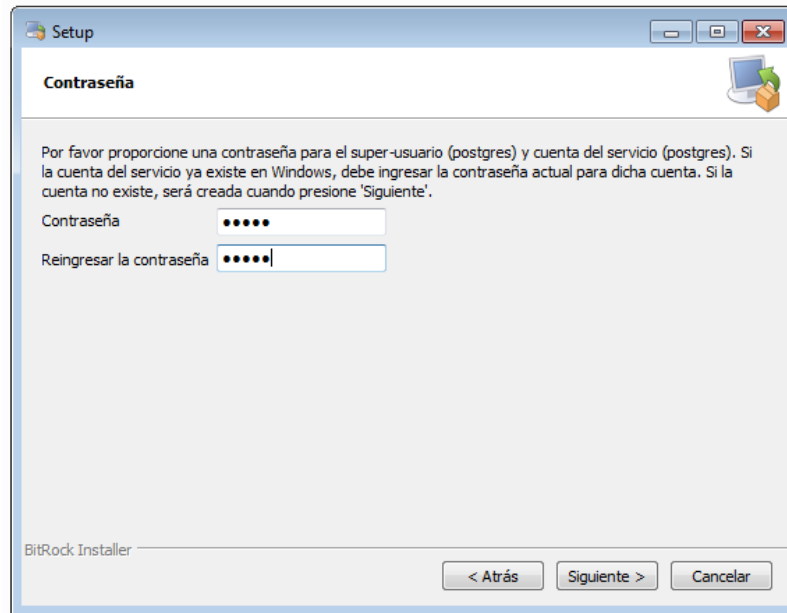 Setup
Contraseña
Por favor proporcione una contraseña para el super-usuario (postgres) y cuenta del servicio (postgres). Si
la cuenta del servicio ya existe en Windows, debe ingresar la contraseña actual para dicha cuenta. Si la
cuenta no existe, será creada cuando presione 'Siguiente'.
Contraseña •••••
Reingresar la contraseña •••••
BitRock Installer
< Atrás Siguiente > Cancelar